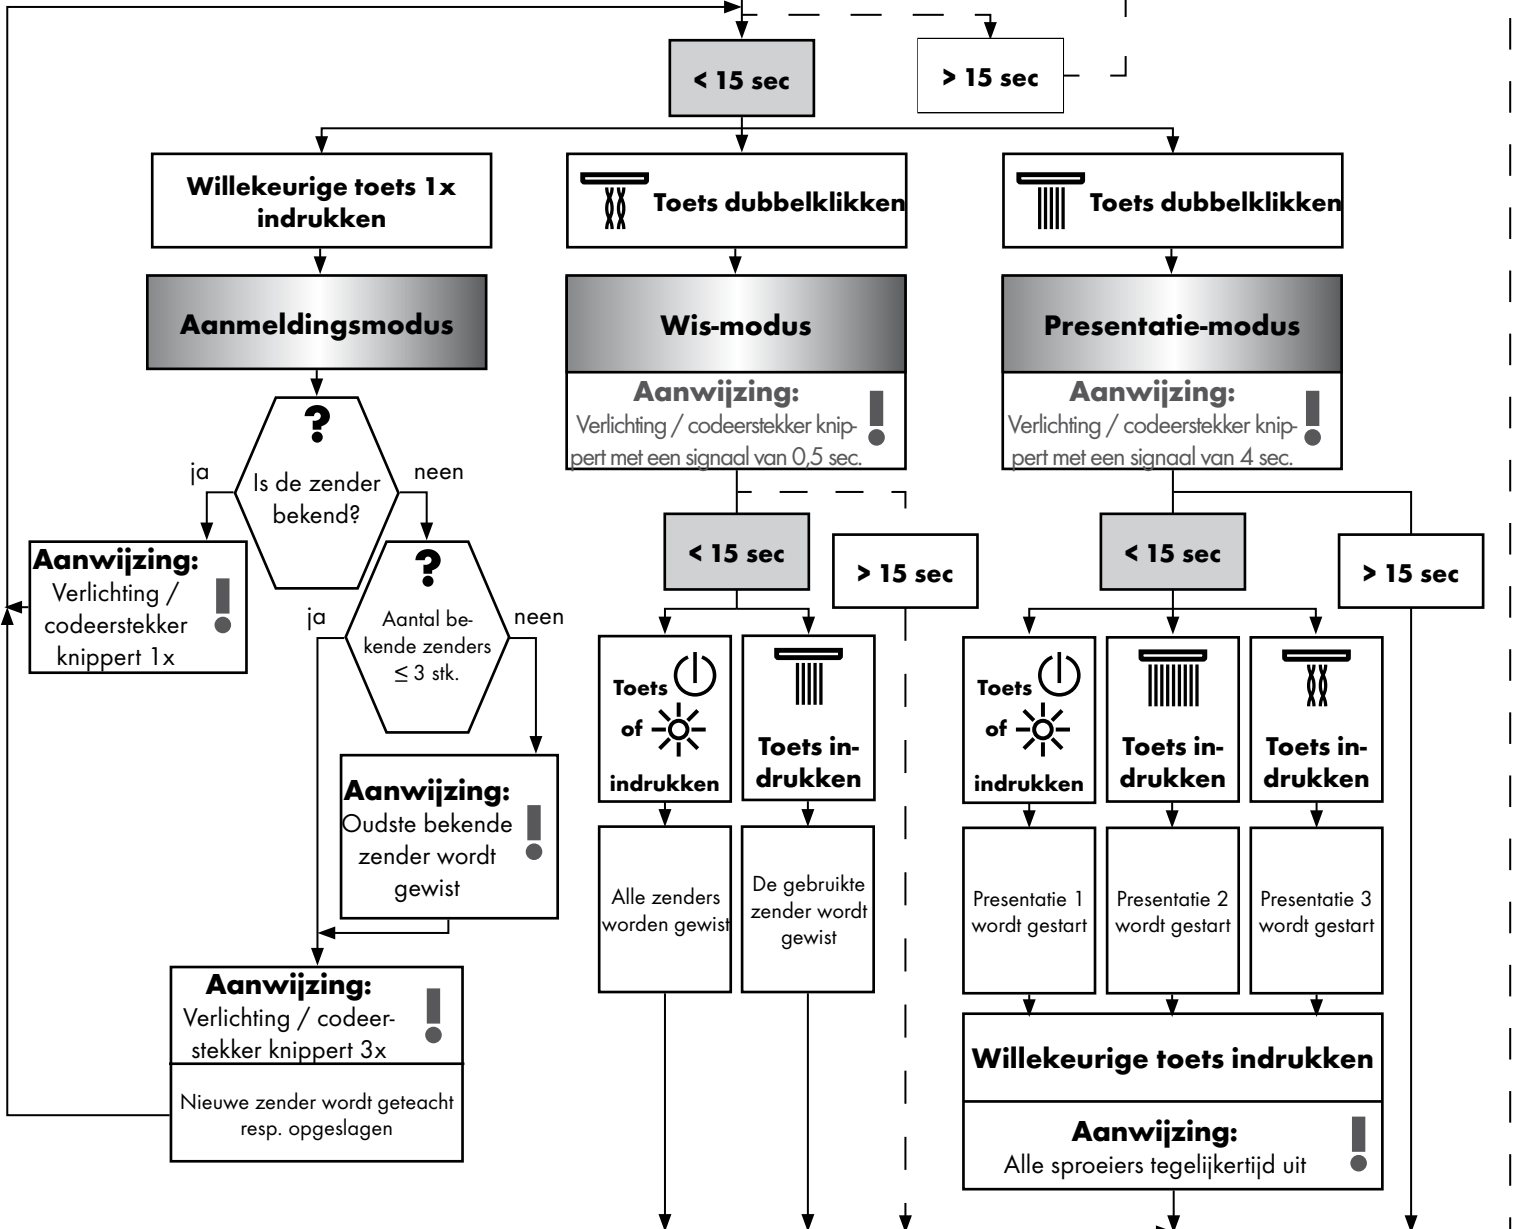 < 15 sec
> 15 sec
Willekeurige toets 1x
indrukken
Toets dubbelklikken
Toets dubbelklikken
Aanmeldingsmodus
Wis-modus
Aanwijzing:
Verlichting / codeerstekker knip-
pert met een signaal van 0,5 sec.
Presentatie-modus
Aanwijzing:
Verlichting / codeerstekker knip-
pert met een signaal van 4 sec.
?
Is de zender
bekend?
ja
neen
Aanwijzing:
Verlichting /
codeerstekker
knippert 1x
?
Aantal be-
kende zenders
≤ 3 stk.
ja
neen
Aanwijzing:
Oudste bekende
zender wordt
gewist
Aanwijzing:
Verlichting / codeer-
stekker knippert 3x
Nieuwe zender wordt geteacht
resp. opgeslagen
< 15 sec
> 15 sec
Toets
of
indrukken
Toets in-
drukken
Alle zenders
worden gewist
De gebruikte
zender wordt
gewist
< 15 sec
> 15 sec
Toets
of
indrukken
Toets in-
drukken
Toets in-
drukken
Presentatie 1
wordt gestart
Presentatie 2
wordt gestart
Presentatie 3
wordt gestart
Willekeurige toets indrukken
Aanwijzing:
Alle sproeiers tegelijkertijd uit